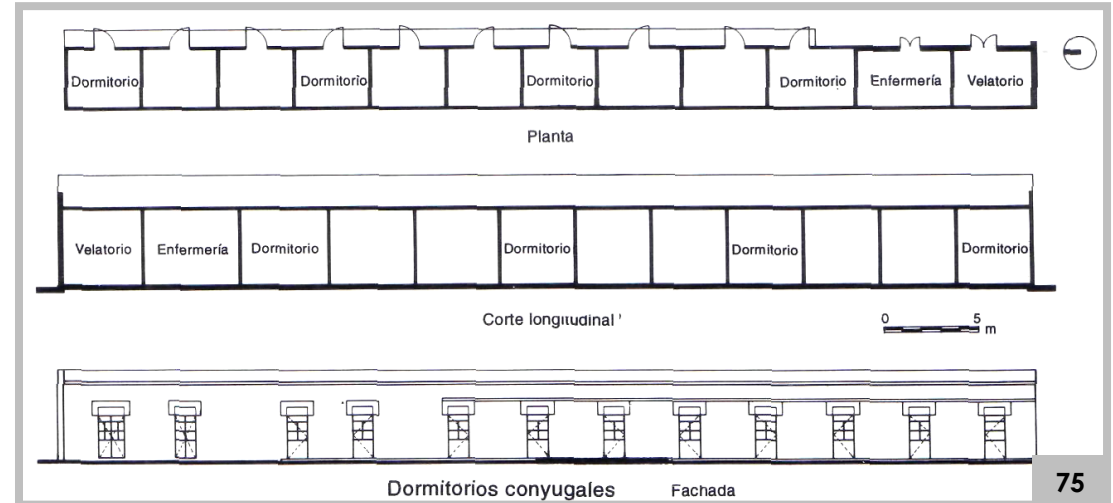 Dormitorio Dormitorio Dormitorio Dormitorio Enfermería Velatorio
Planta
Velatorio Enfermería Dormitorio Dormitorio Dormitorio Dormitorio
Corte longitudinal
0 5 m
Dormitorios conyugales Fachada
75